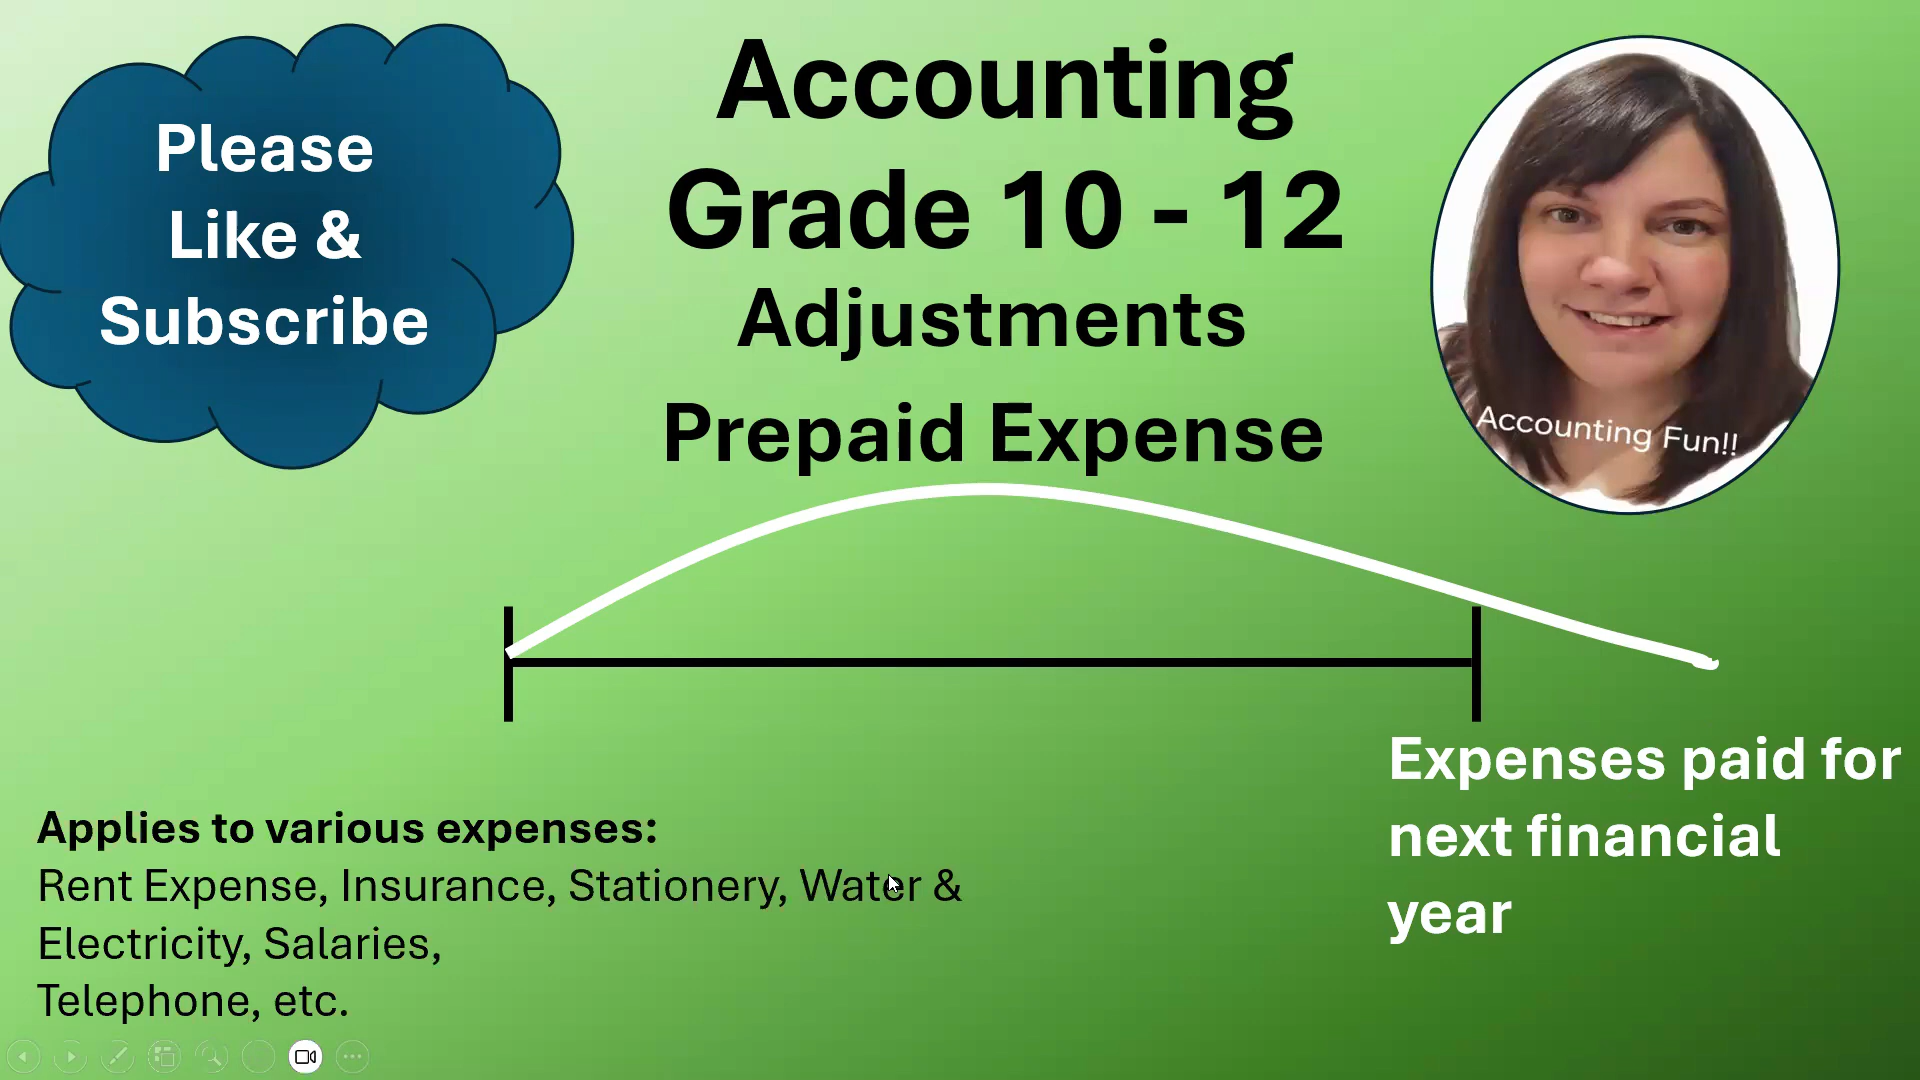 Please
Like &
Subscribe
Accounting
Grade 10 - 12
Adjustments
Prepaid Expense
Accounting Fun!!
Expenses paid for
next financial
year
Applies to various expenses:
Rent Expense, Insurance, Stationery, Water &
Electricity, Salaries,
Telephone, etc.